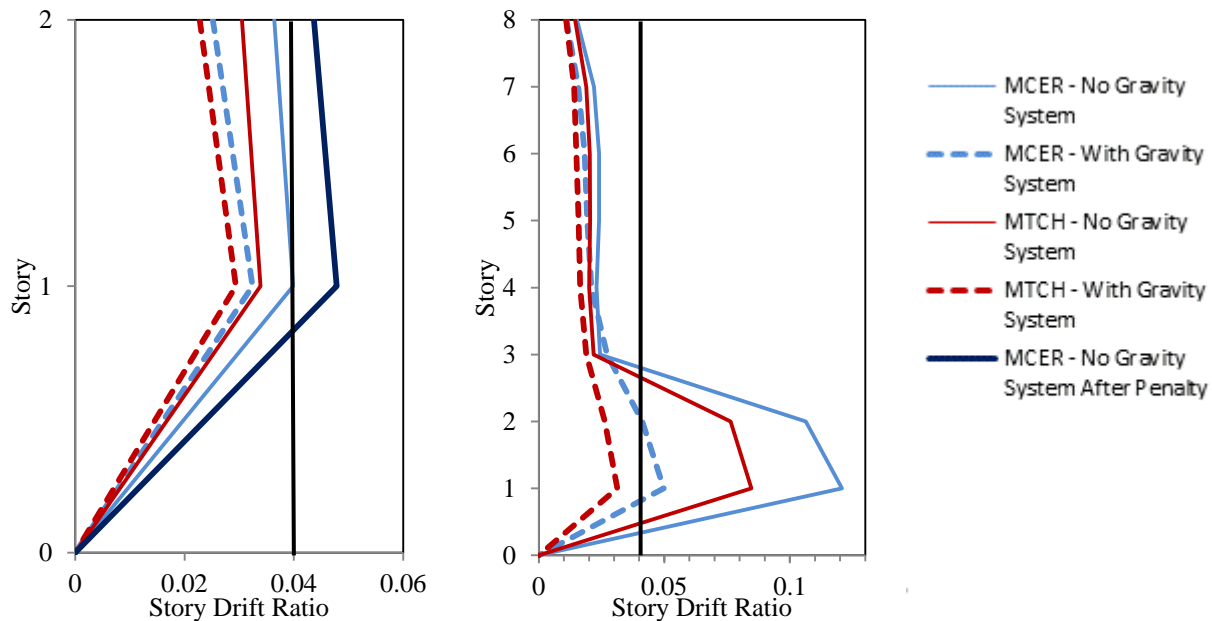 2
1
0
Story
0
0.02
0.04
0.06
Story Drift Ratio
8
7
6
5
4
3
2
1
0
Story
0
0.05
0.1
Story Drift Ratio
MCER - No Gravity
System
MCER - With Gravity
System
MTCH - No Gravity
System
MTCH - With Gravity
System
MCER - No Gravity
System After Penalty